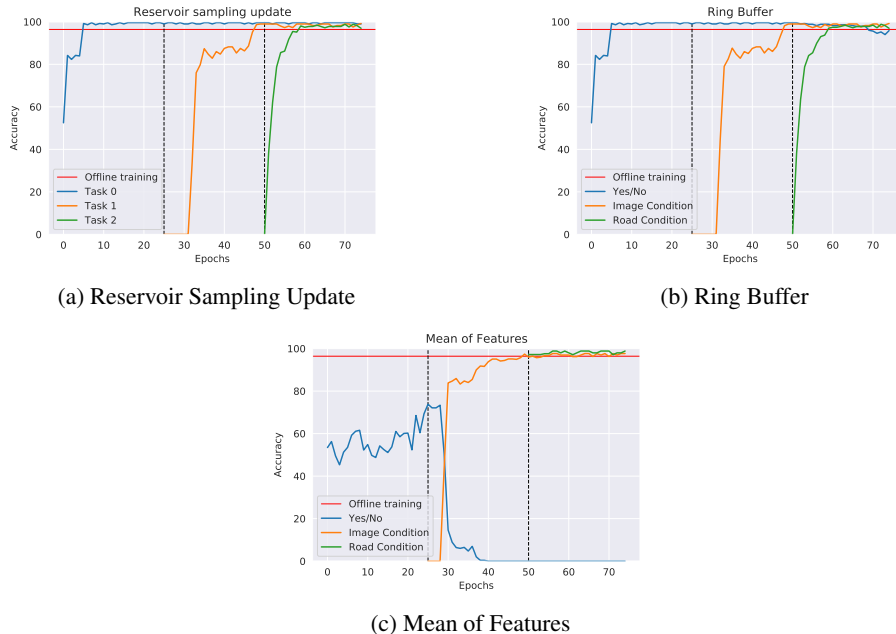 Reservoir sampling update
100
80
60
40
20
0
Accuracy
Offline training
Task 0
Task 1
Task 2
0 10 20 30 40 50 60 70
Epochs
(a) Reservoir Sampling Update
Ring Buffer
100
80
60
40
20
0
Accuracy
Offline training
Yes/No
Image Condition
Road Condition
0 10 20 30 40 50 60 70
Epochs
(b) Ring Buffer
Mean of Features
100
80
60
40
20
0
Accuracy
Offline training
Yes/No
Image Condition
Road Condition
0 10 20 30 40 50 60 70
Epochs
(c) Mean of Features